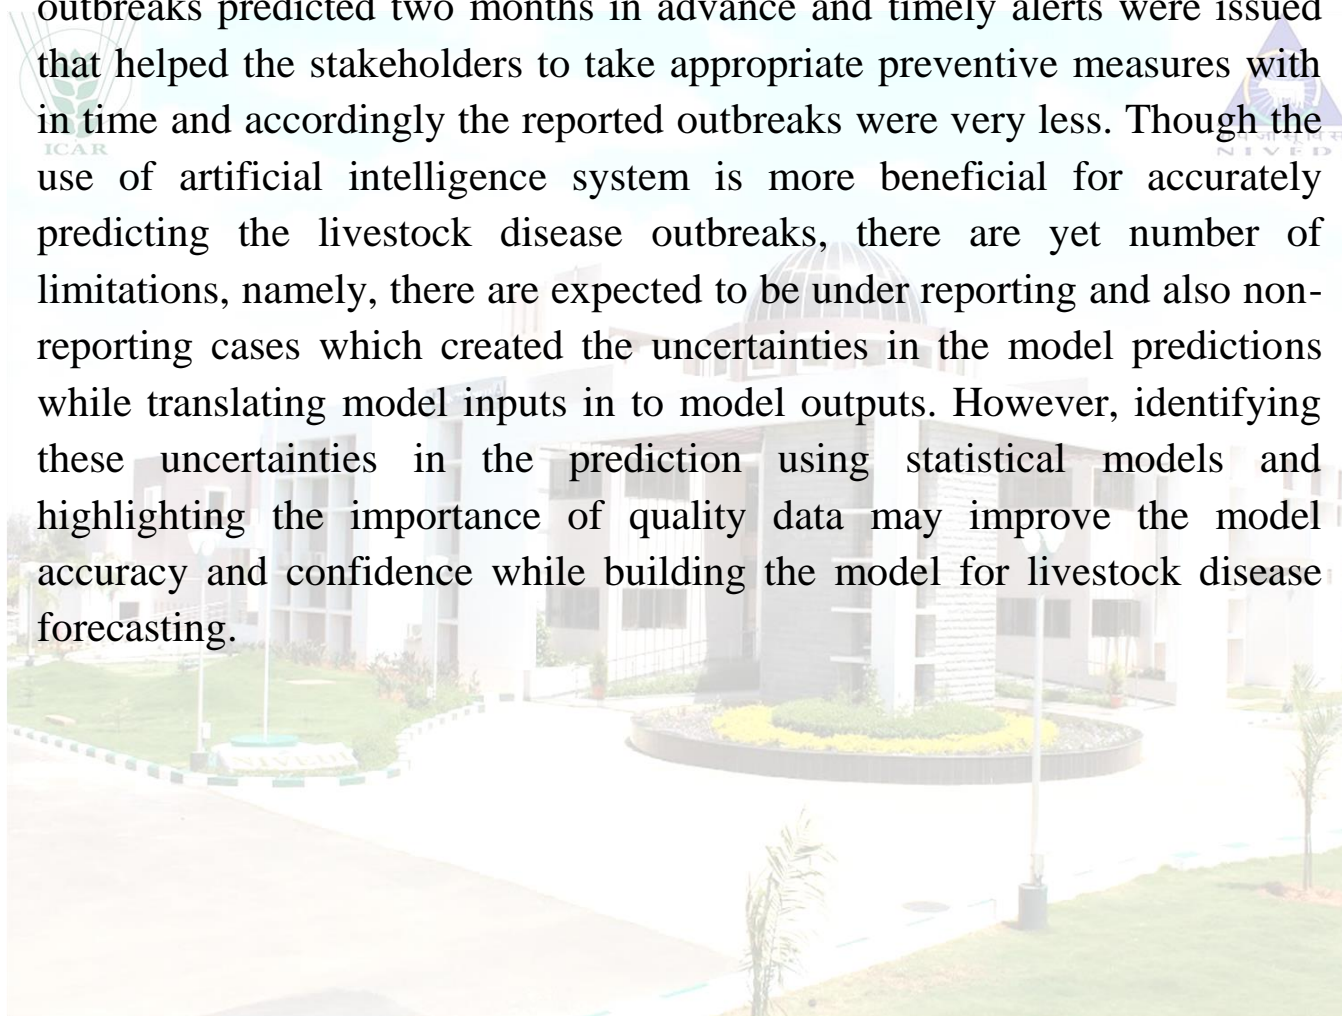 outbreaks predicted two months in advance and timely alerts were issued
that helped the stakeholders to take appropriate preventive measures with
in time and accordingly the reported outbreaks were very less. Though the
ICAR
NIVEDI
use of artificial intelligence system is more beneficial for accurately
predicting the livestock disease outbreaks, there are yet number of
limitations, namely, there are expected to be under reporting and also non-
reporting cases which created the uncertainties in the model predictions
while translating model inputs in to model outputs. However, identifying
these uncertainties in the prediction using statistical models and
highlighting the importance of quality data may improve the model
accuracy and confidence while building the model for livestock disease
forecasting.
NIVEDI